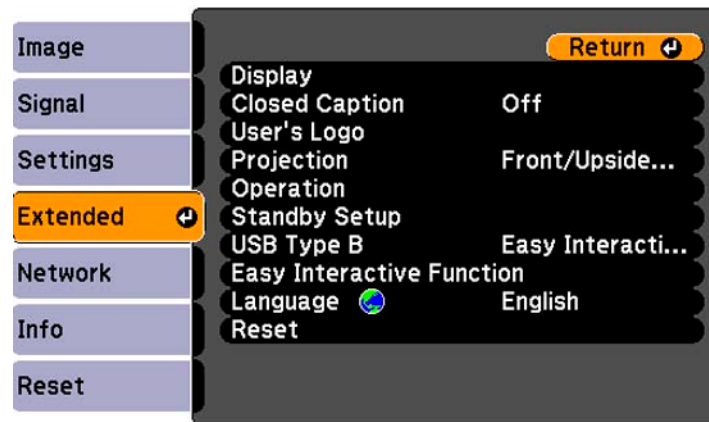 Image
Signal
Settings
Extended
Network
Info
Reset
Return
Display
Closed Caption Off
User's Logo
Projection Front/Upside...
Operation
Standby Setup
USB Type B Easy Interacti...
Easy Interactive Function
Language English
Reset